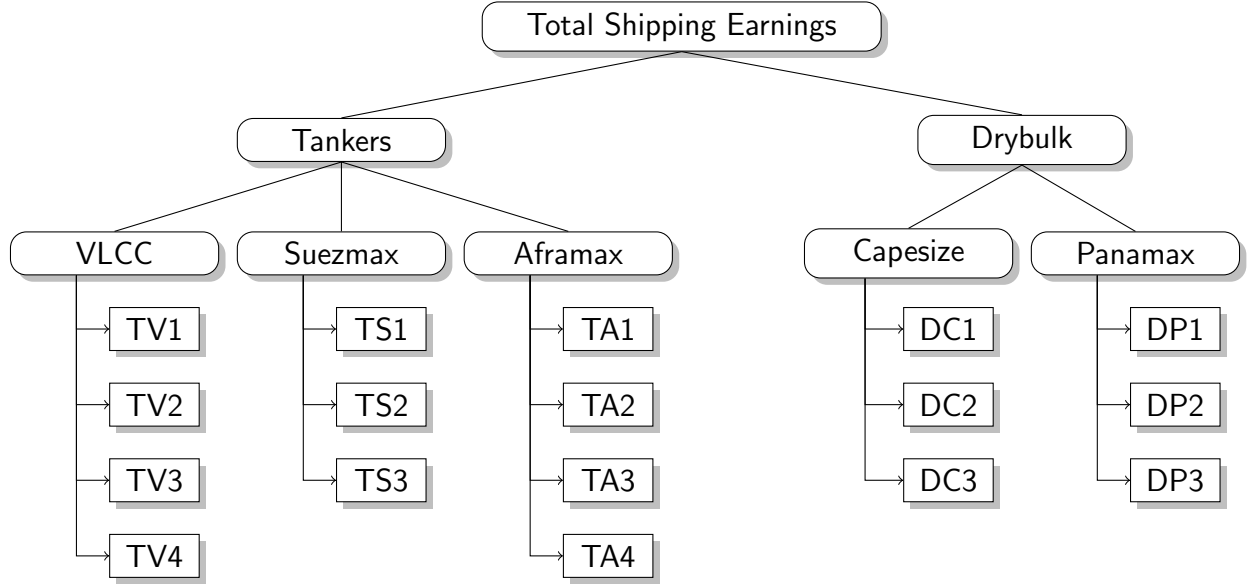 Total Shipping Earnings
Tankers
Drybulk
VLCC
Suezmax
Aframax
Capesize
Panamax
TV1
TS1
TA1
DC1
DP1
TV2
TS2
TA2
DC2
DP2
TV3
TS3
TA3
DC3
DP3
TV4
TA4